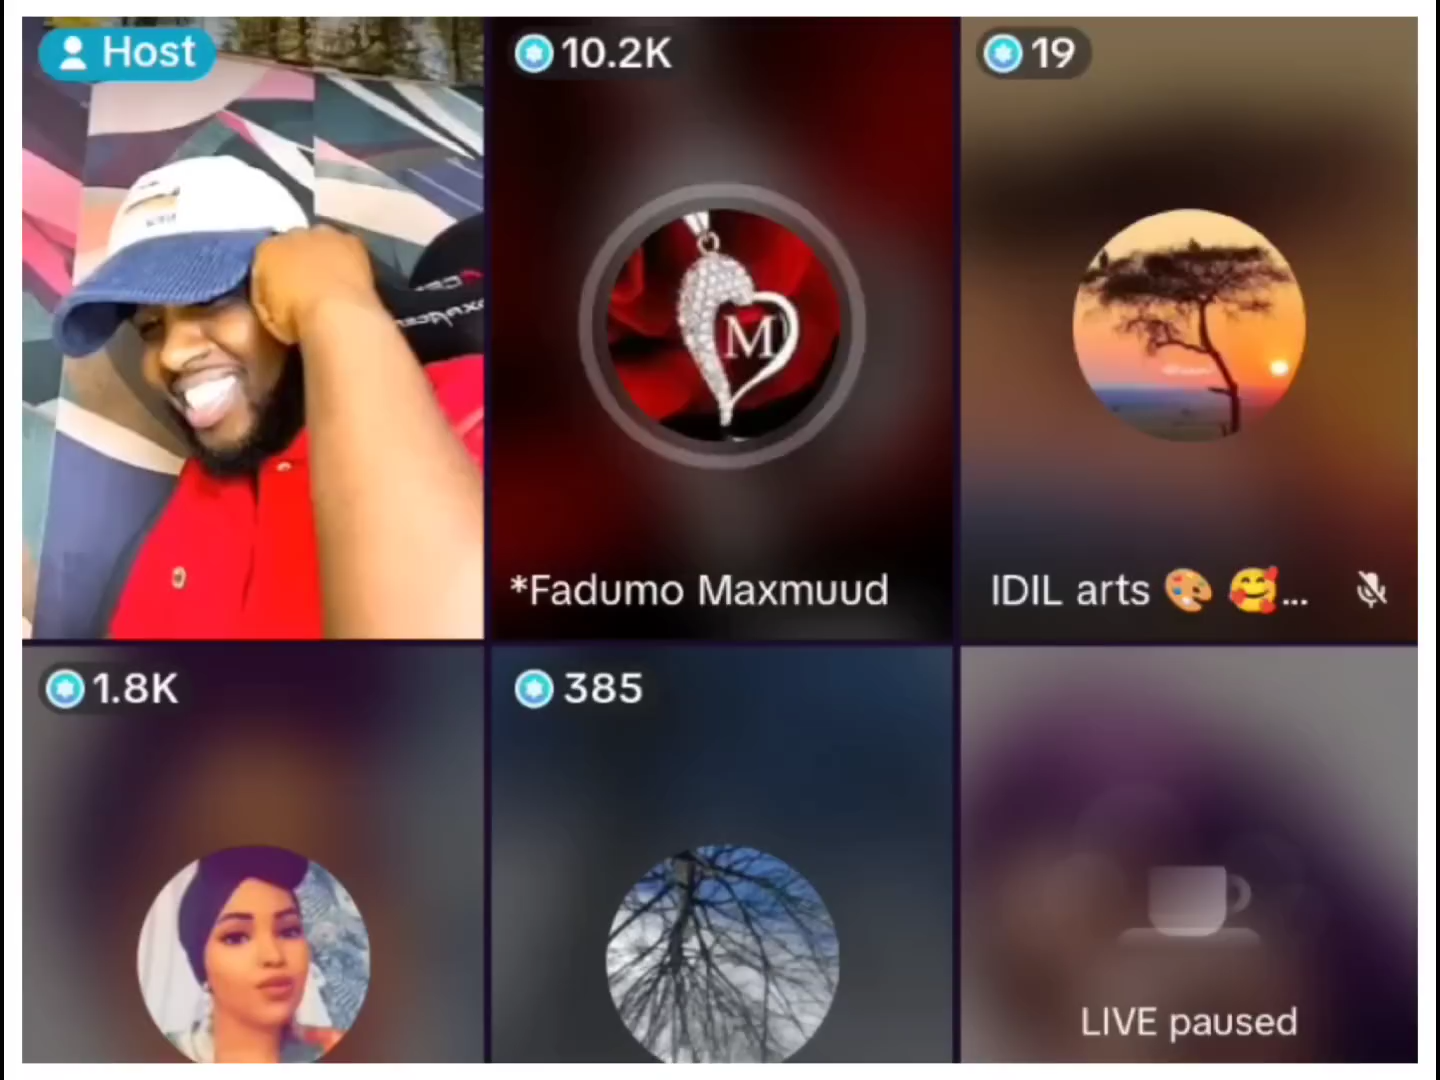 Host
10.2K
19
M
*Fadumo Maxmuud
IDIL arts 🎨 🥰...
1.8K
385
LIVE paused